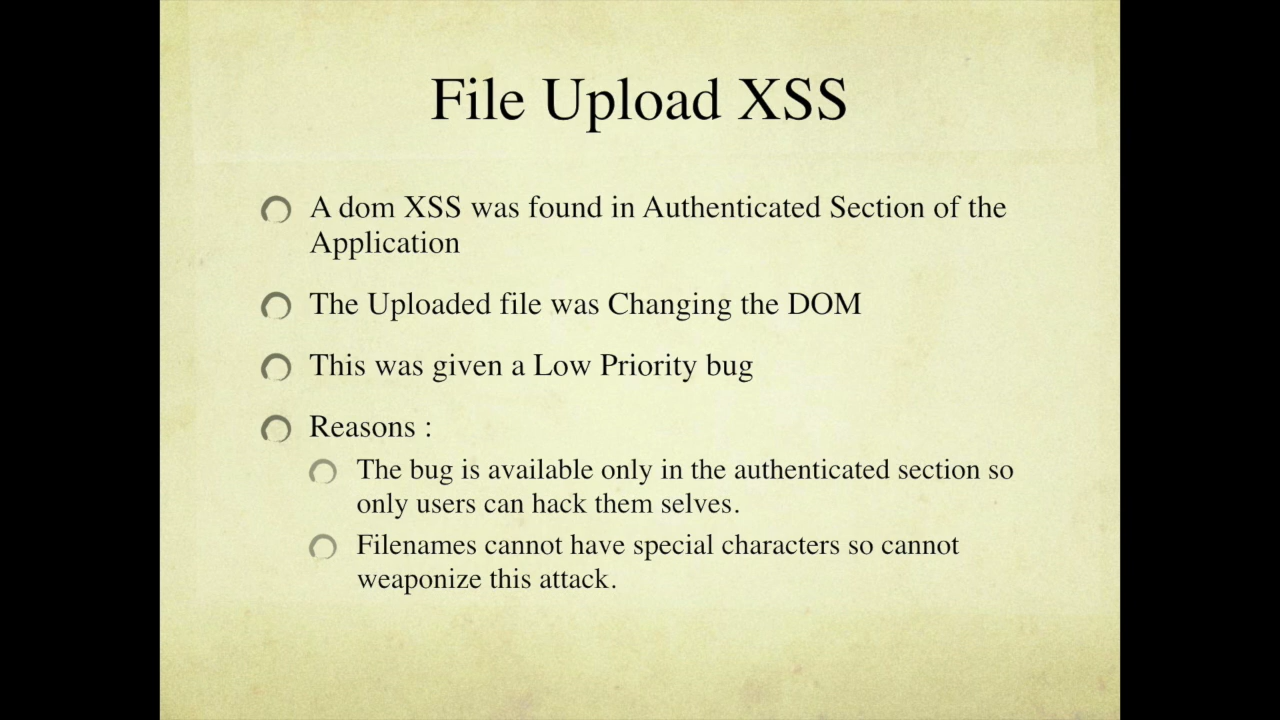 File Upload XSS
A dom XSS was found in Authenticated Section of the
Application
The Uploaded file was Changing the DOM
This was given a Low Priority bug
Reasons :
The bug is available only in the authenticated section so
only users can hack them selves.
Filenames cannot have special characters so cannot
weaponize this attack.